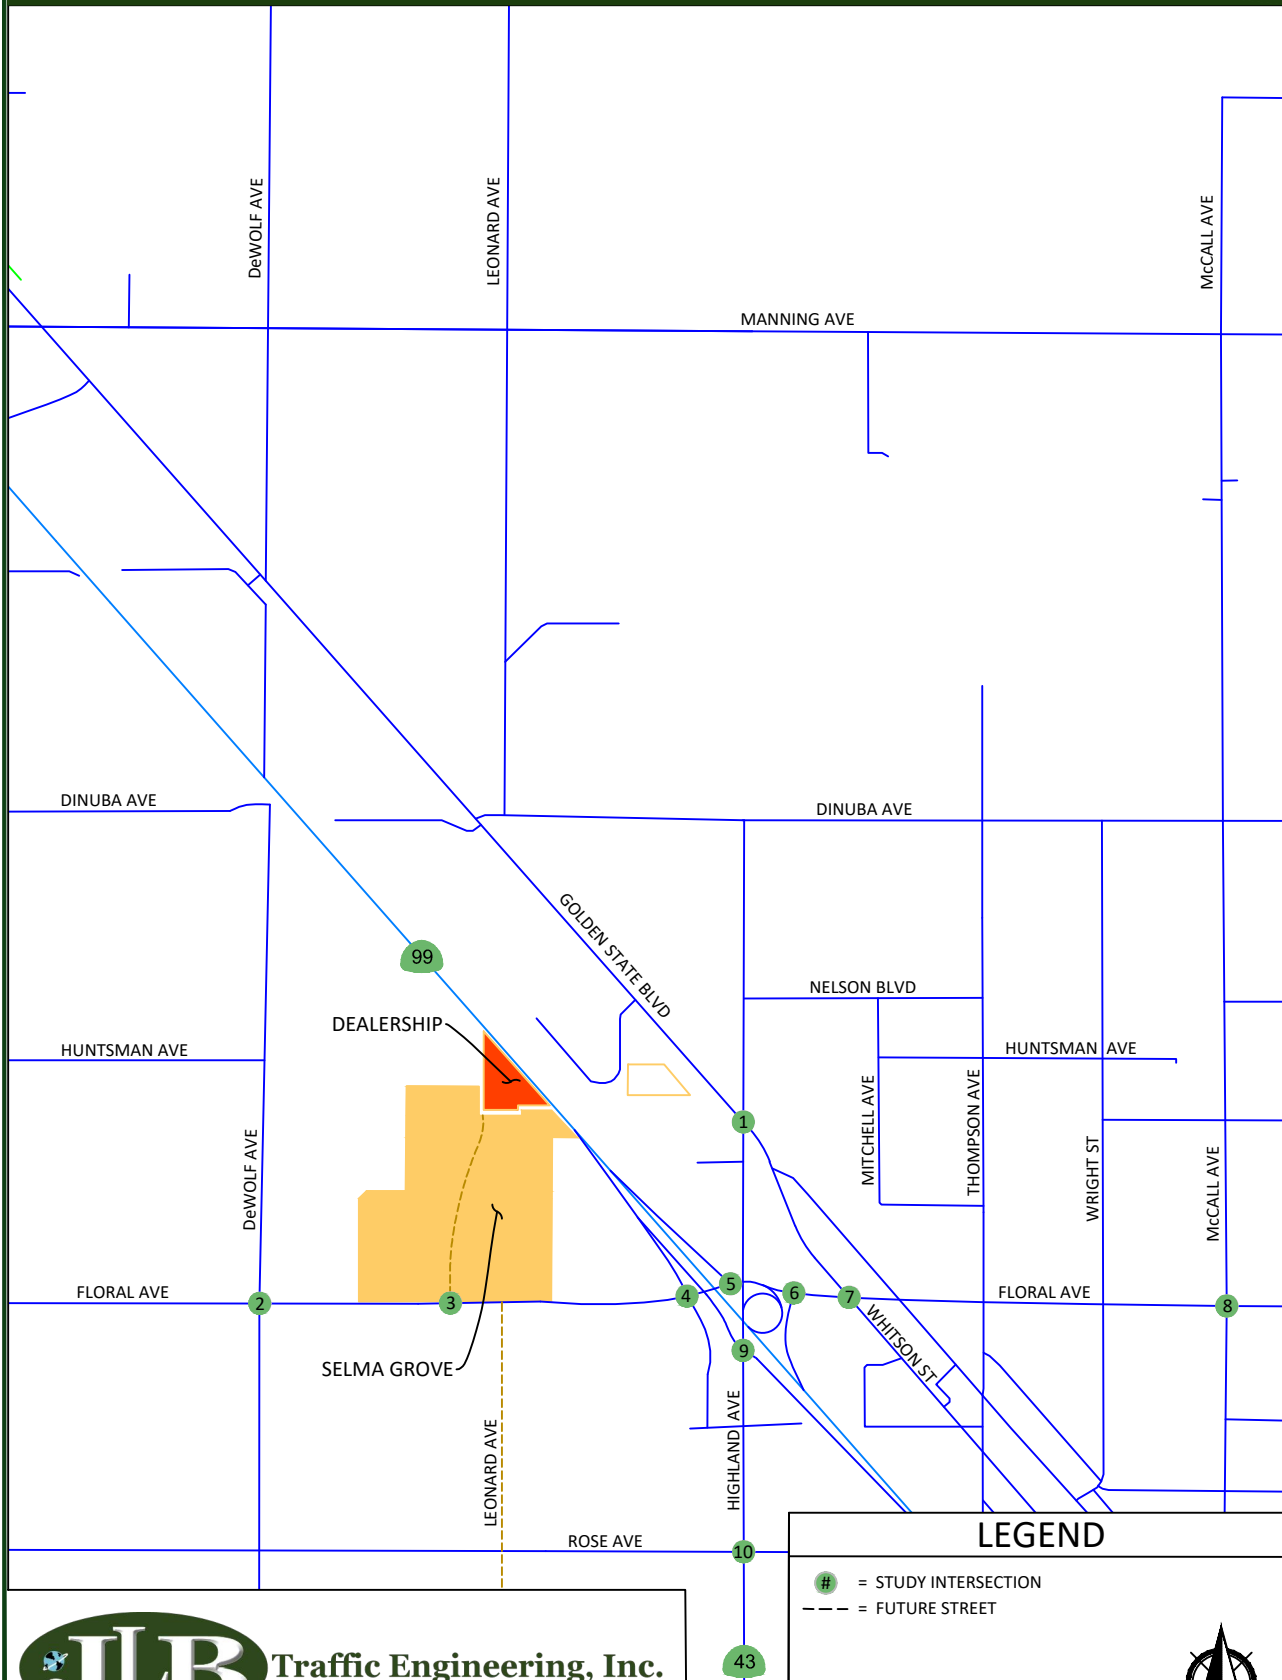 DeWOLF AVE
LEONARD AVE
McCALL AVE
MANNING AVE
DINUBA AVE
DINUBA AVE
GOLDEN STATE BLVD
99
NELSON BLVD
DEALERSHIP
HUNTSMAN AVE
HUNTSMAN AVE
MITCHELL AVE
THOMPSON AVE
1
DeWOLF AVE
WRIGHT ST
McCALL AVE
FLORAL AVE
2
3
4
5
6
7
FLORAL AVE
8
WHITSON ST
9
SELMA GROVE
LEONARD AVE
HIGHLAND AVE
ROSE AVE
10
LEGEND
# = STUDY INTERSECTION
= FUTURE STREET
43
JLB Traffic Engineering, Inc.